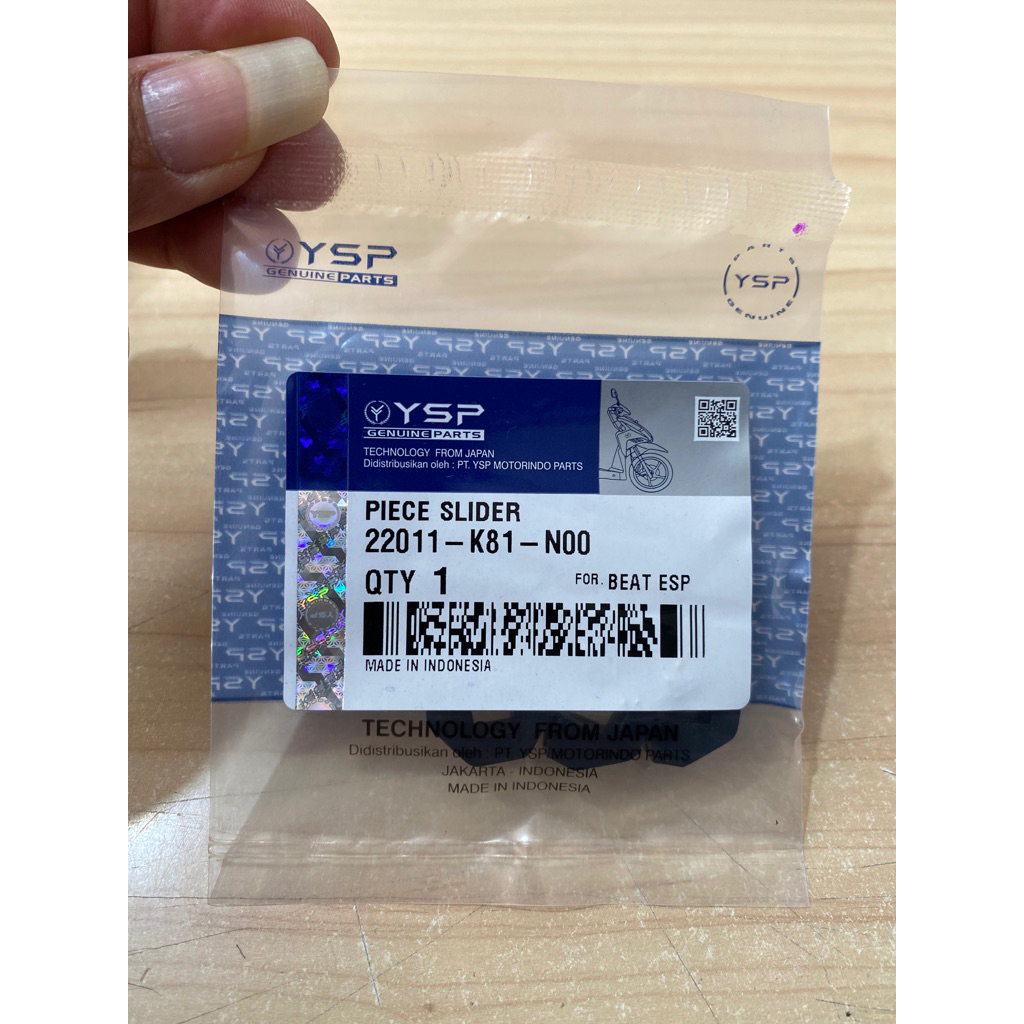 YSP
GENUINE PARTS
PARTS
YSP
GENUINE
YSP
GENUINE PARTS
TECHNOLOGY FROM JAPAN
Didistribusikan oleh : PT. YSP MOTORINDO PARTS
PIECE SLIDER
22011-K81-N00
QTY 1
FOR. BEAT ESP
MADE IN INDONESIA
TECHNOLOGY FROM JAPAN
Didistribusikan oleh : PT. YSP MOTORINDO PARTS
JAKARTA - INDONESIA
MADE IN INDONESIA